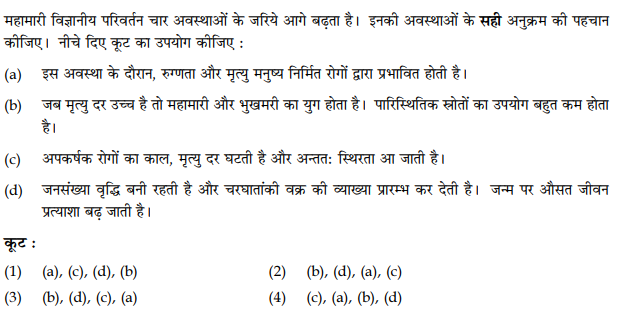 महामारी विज्ञानीय परिवर्तन चार अवस्थाओं के जरिये आगे बढ़ता है। इनकी अवस्थाओं के सही अनुक्रम की पहचान
कीजिए। नीचे दिए कूट का उपयोग कीजिए :
(a) इस अवस्था के दौरान, रुग्णता और मृत्यु मनुष्य निर्मित रोगों द्वारा प्रभावित होती है।
(b) जब मृत्यु दर उच्च है तो महामारी और भुखमरी का युग होता है। पारिस्थितिक स्रोतों का उपयोग बहुत कम होता
है।
(c) अपकर्षक रोगों का काल, मृत्यु दर घटती है और अन्तत: स्थिरता आ जाती है।
(d) जनसंख्या वृद्धि बनी रहती है और चरघातांकी वक्र की व्याख्या प्रारम्भ कर देती है। जन्म पर औसत जीवन
प्रत्याशा बढ़ जाती है।
कूट :
(1) (a), (c), (d), (b) (2) (b), (d), (a), (c)
(3) (b), (d), (c), (a) (4) (c), (a), (b), (d)